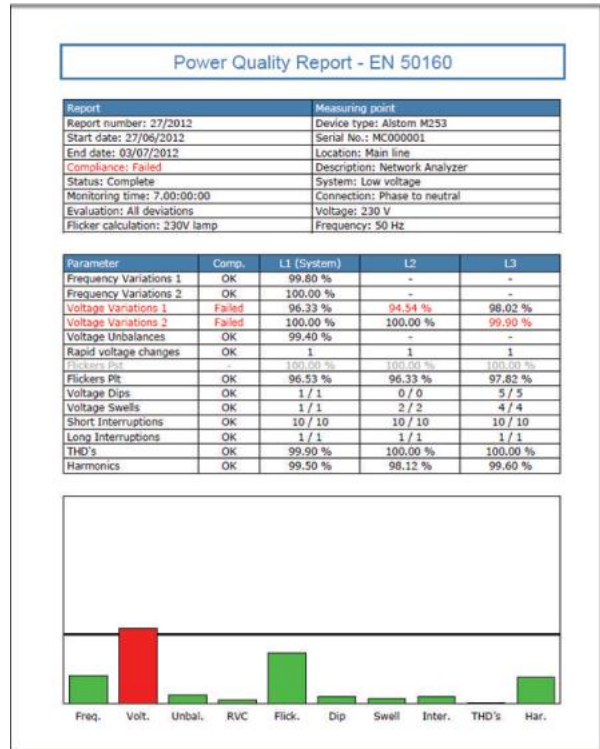 Power Quality Report - EN 50160
Report Measuring point
Report number: 27/2012 Device type: Alstom M253
Start date: 27/06/2012 Serial No.: MC000001
End date: 03/07/2012 Location: Main line
Compliance: Failed Description: Network Analyzer
Status: Complete System: Low voltage
Monitoring time: 7.00:00:00 Connection: Phase to neutral
Evaluation: All deviations Voltage: 230 V
Flicker calculation: 230V lamp Frequency: 50 Hz
Parameter Comp. L1 (System) L2 L3
Frequency Variations 1 OK 99.80 % - -
Frequency Variations 2 OK 100.00 % - -
Voltage Variations 1 Failed 96.33 % 94.54 % 98.02 %
Voltage Variations 2 Failed 100.00 % 100.00 % 99.90 %
Voltage Unbalances OK 99.40 % - -
Rapid voltage changes OK 1 1 1
Flickers Pst - 100.00 % 100.00 % 100.00 %
Flickers Plt OK 96.53 % 96.33 % 97.82 %
Voltage Dips OK 1 / 1 0 / 0 5 / 5
Voltage Swells OK 1 / 1 2 / 2 4 / 4
Short Interruptions OK 10 / 10 10 / 10 10 / 10
Long Interruptions OK 1 / 1 1 / 1 1 / 1
THD's OK 99.90 % 100.00 % 100.00 %
Harmonics OK 99.50 % 98.12 % 99.60 %
Freq. Volt. Unbal. RVC Flick. Dip Swell Inter. THD's Har.